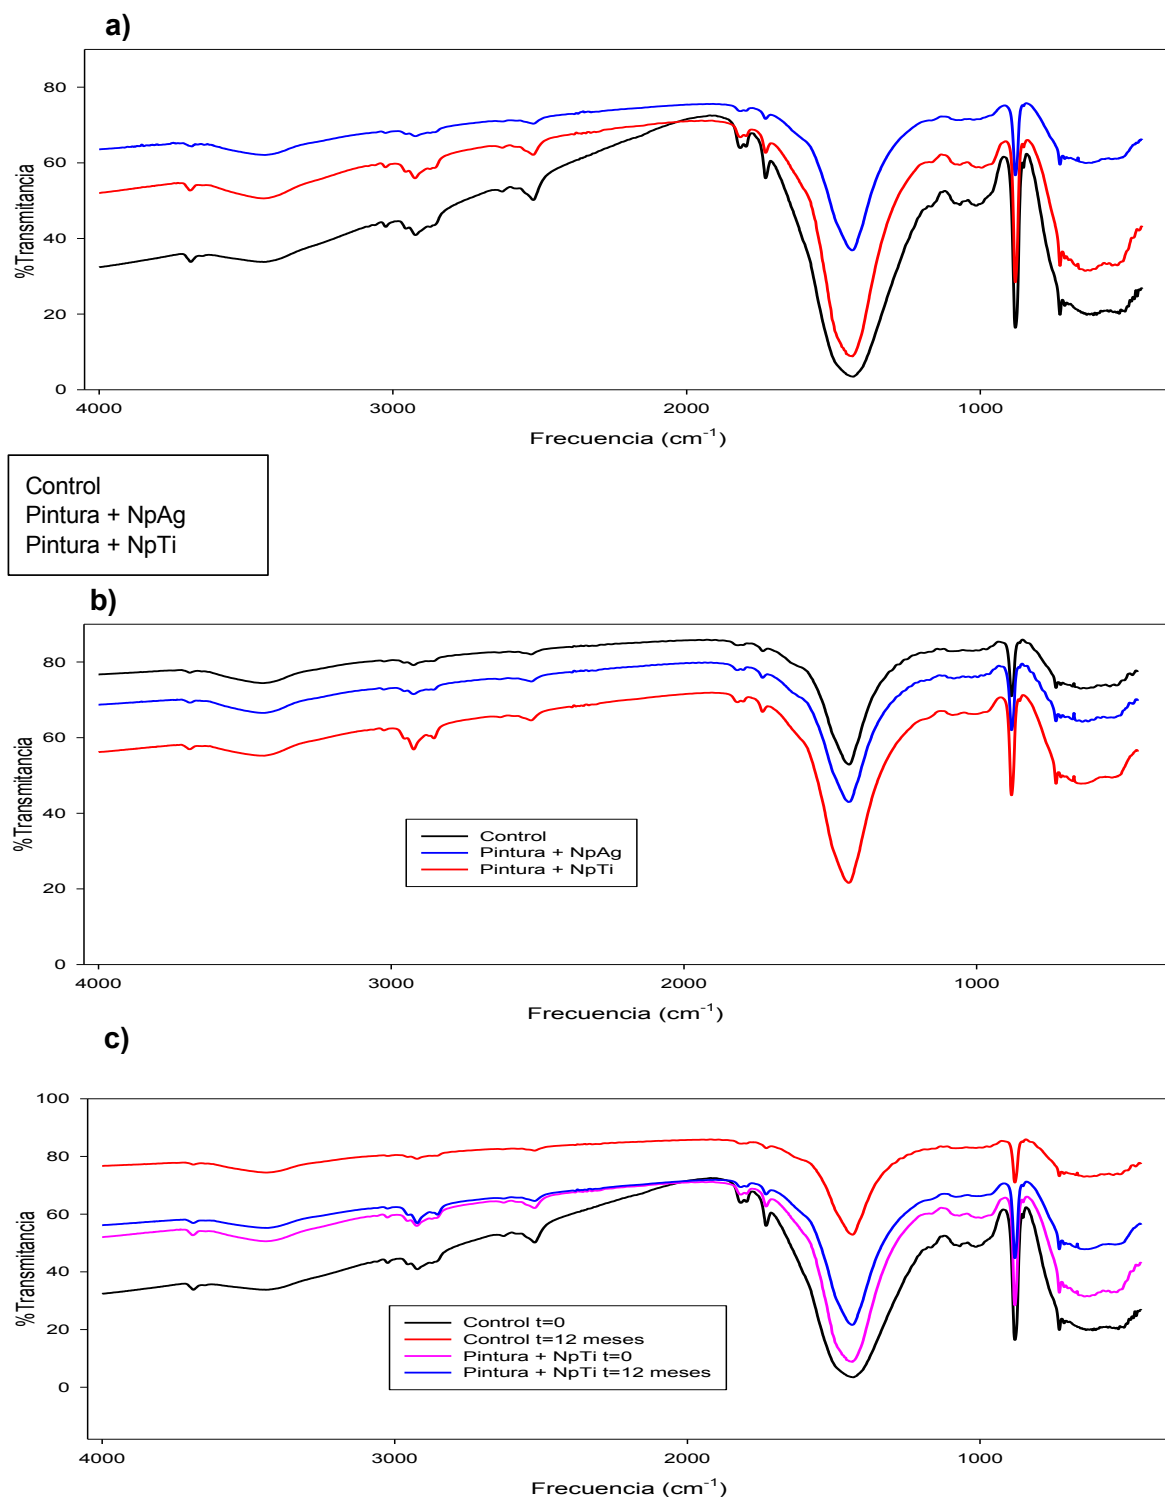 a)
%Transmitancia
80
60
40
20
0
4000 3000 2000 1000
Frecuencia (cm-1)
Control
Pintura + NpAg
Pintura + NpTi
b)
%Transmitancia
80
60
40
20
0
Control
Pintura + NpAg
Pintura + NpTi
4000 3000 2000 1000
Frecuencia (cm-1)
c)
%Transmitancia
100
80
60
40
20
0
Control t=0
Control t=12 meses
Pintura + NpTi t=0
Pintura + NpTi t=12 meses
4000 3000 2000 1000
Frecuencia (cm-1)